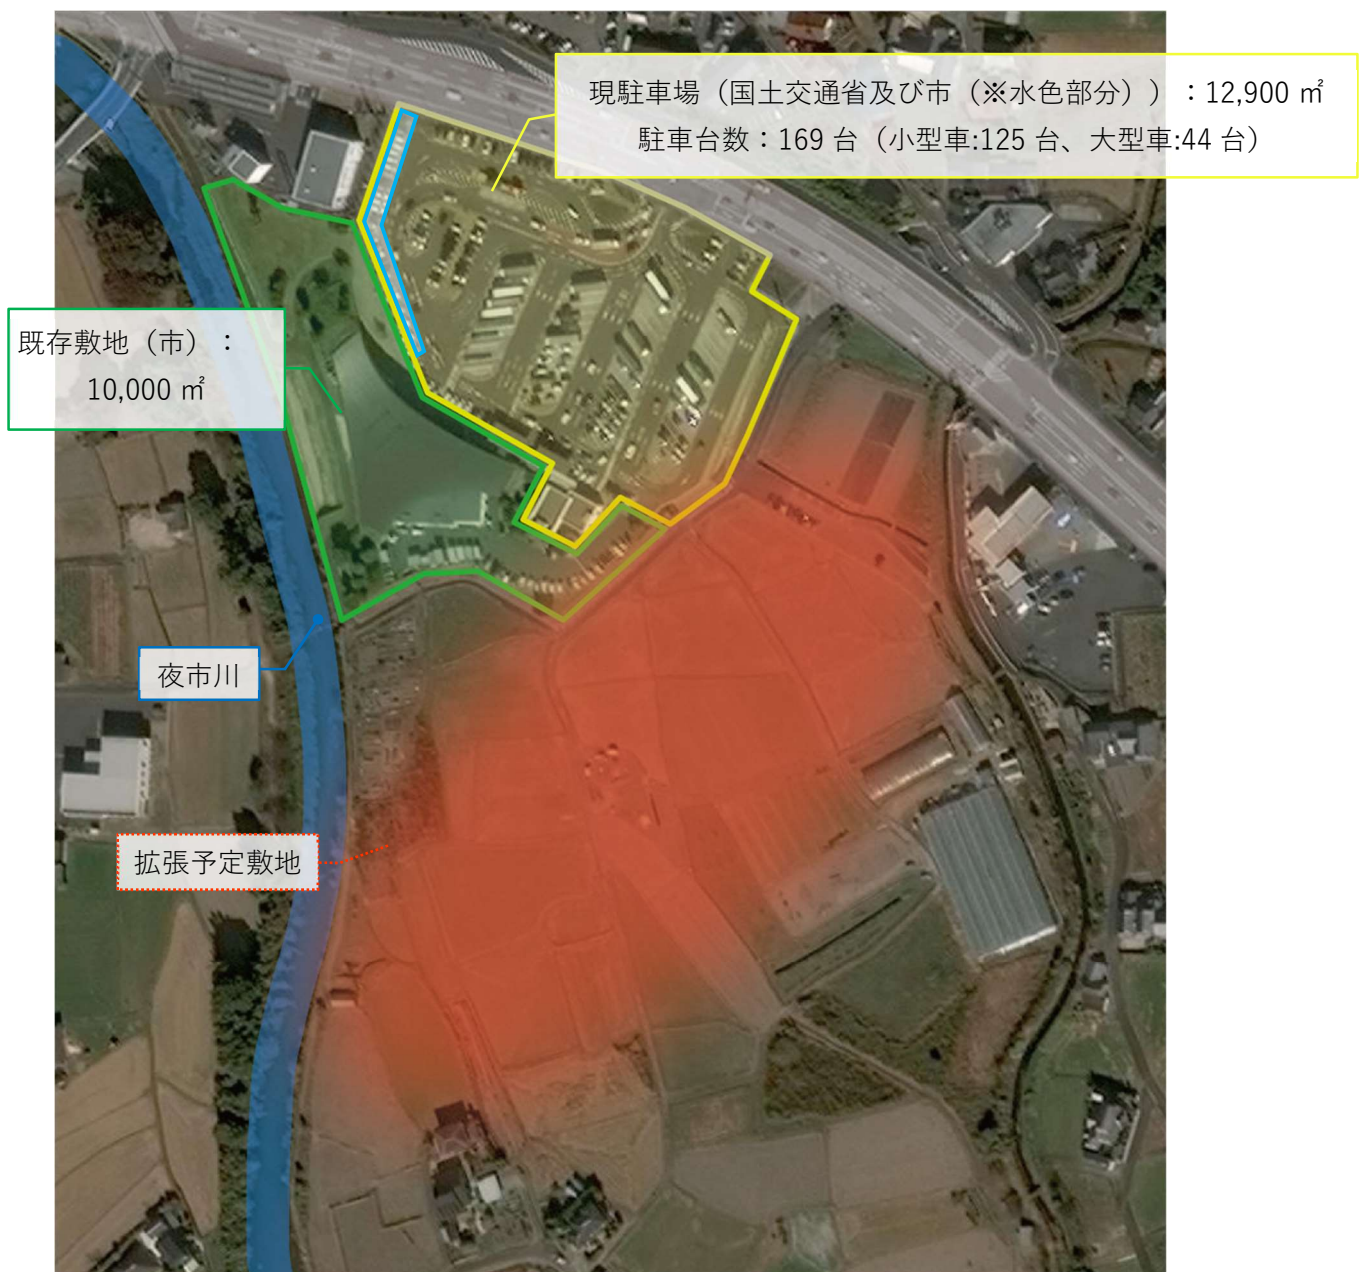 現駐車場（国土交通省及び市（※水色部分））：12,900 ㎡
駐車台数：169 台（小型車:125 台、大型車:44 台）
既存敷地（市）：
10,000 ㎡
夜市川
拡張予定敷地